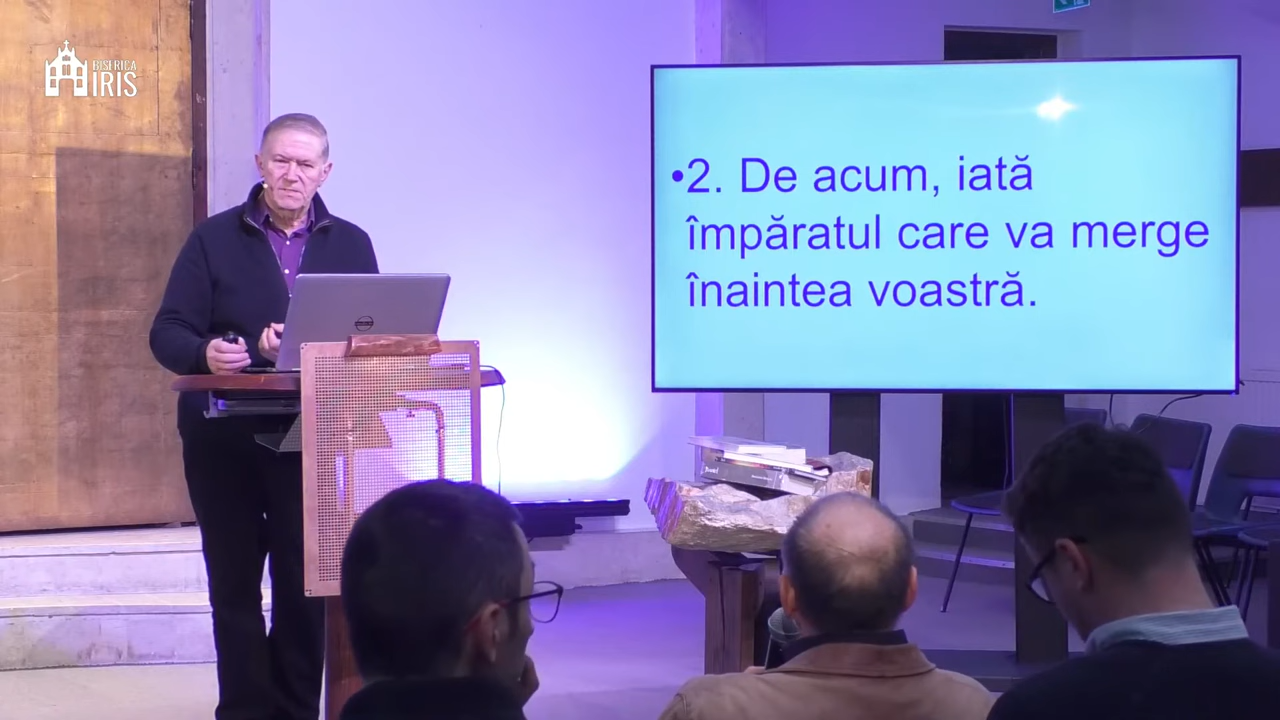 BISERICA
IRIS
•2. De acum, iată
împăratul care va merge
înaintea voastră.